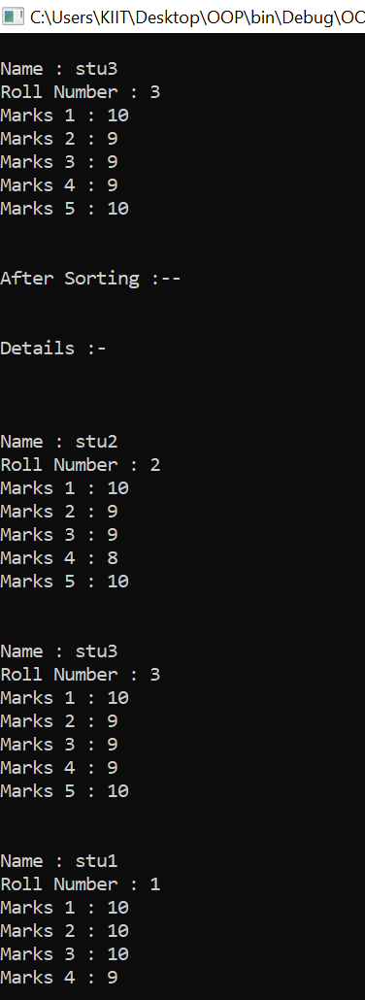 C:\Users\KIIT\Desktop\OOP\bin\Debug\OO
Name : stu3
Roll Number : 3
Marks 1 : 10
Marks 2 : 9
Marks 3 : 9
Marks 4 : 9
Marks 5 : 10
After Sorting :--
Details :-
Name : stu2
Roll Number : 2
Marks 1 : 10
Marks 2 : 9
Marks 3 : 9
Marks 4 : 8
Marks 5 : 10
Name : stu3
Roll Number : 3
Marks 1 : 10
Marks 2 : 9
Marks 3 : 9
Marks 4 : 9
Marks 5 : 10
Name : stu1
Roll Number : 1
Marks 1 : 10
Marks 2 : 10
Marks 3 : 10
Marks 4 : 9